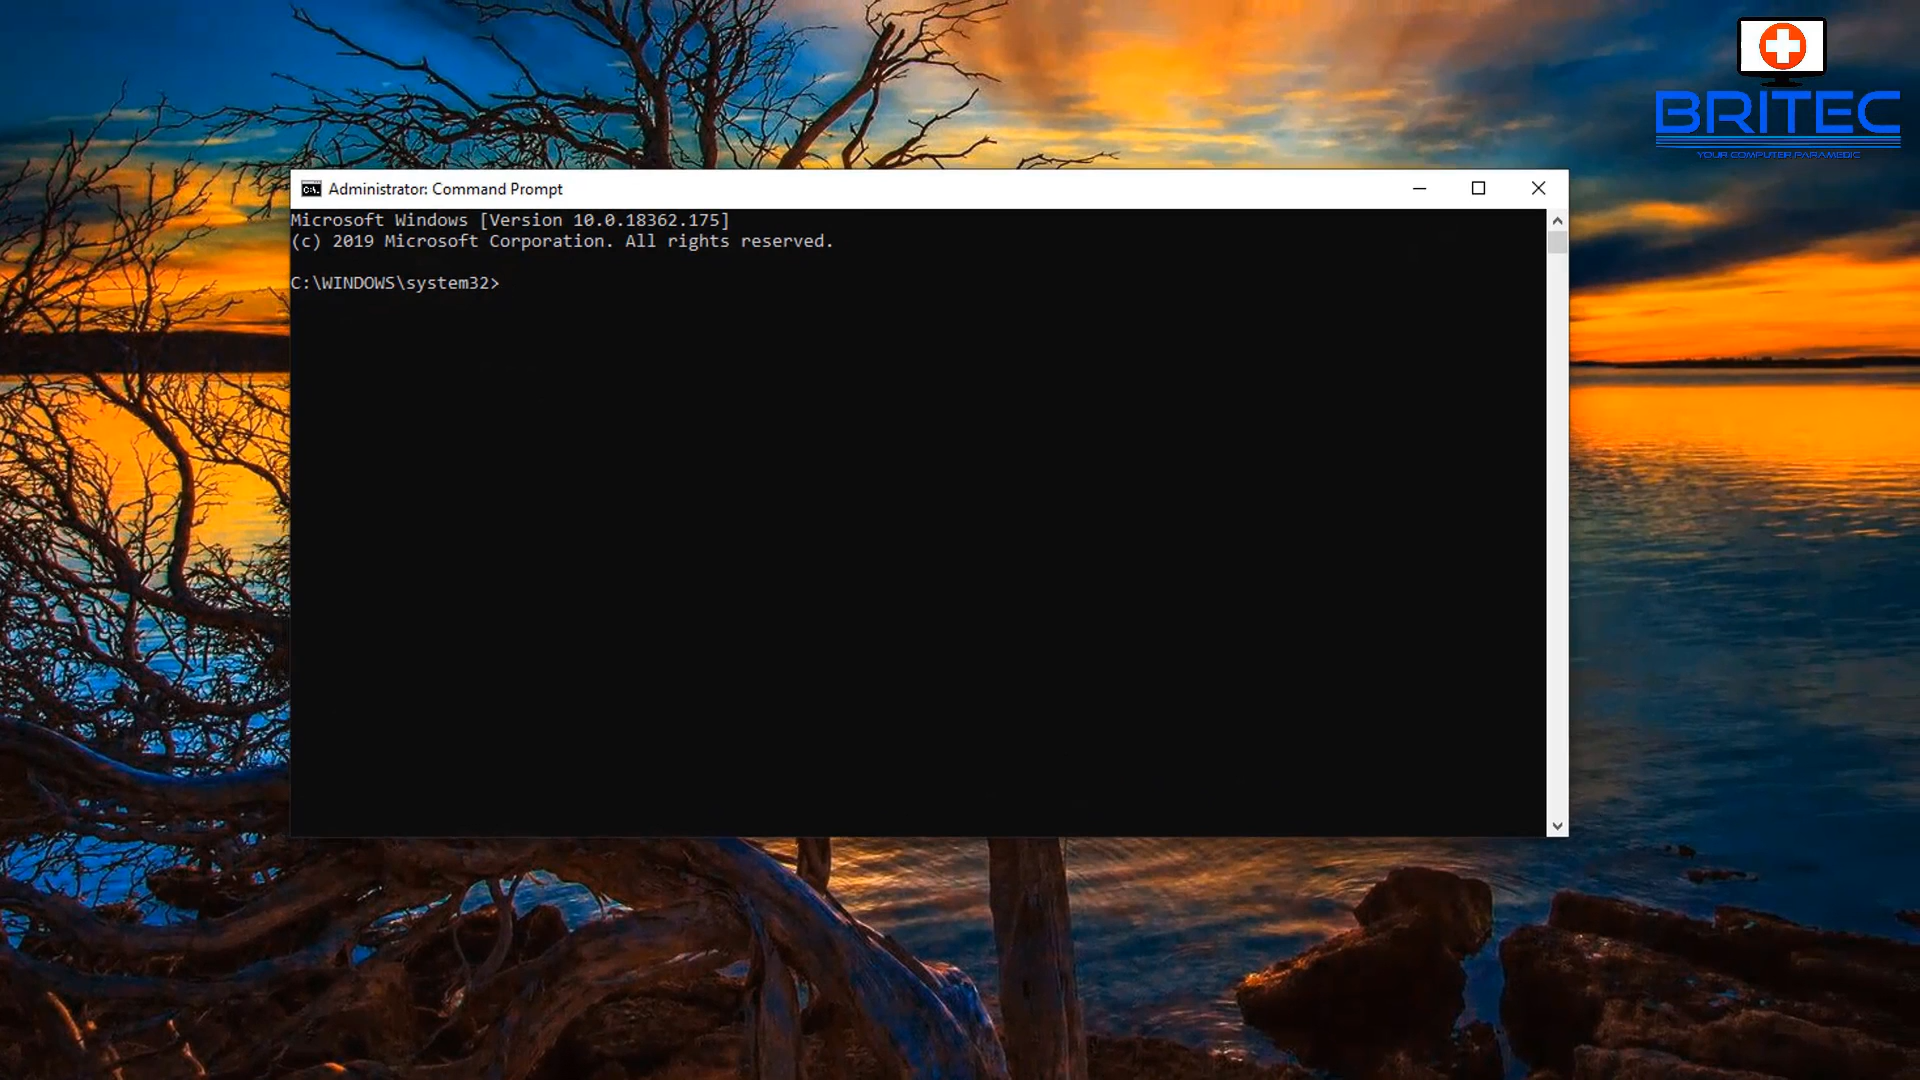 BRITEC
YOUR COMPUTER PARAMEDIC
Administrator: Command Prompt
Microsoft Windows [Version 10.0.18362.175]
(c) 2019 Microsoft Corporation. All rights reserved.
C:\WINDOWS\system32>